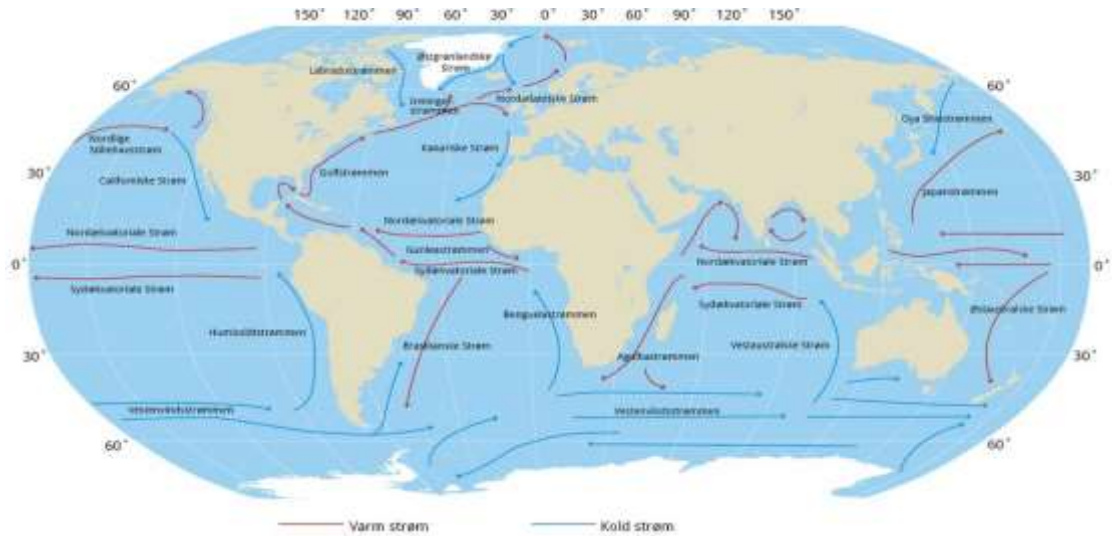 150° 120° 90° 60° 30° 0° 30° 60° 90° 120° 150°
Østgrønlandske
Strøm
Labradorstrømmen
60°
60°
Irminger-
strømmen
Nordatlantiske Strøm
Oya Shiostrømmen
Nordlige
Stillehavsstrøm
Kanariske Strøm
Californiske Strøm
Golfstrømmen
30°
30°
Japanstrømmen
Nordækvatoriale Strøm
Nordækvatoriale Strøm
Guineastrømmen
0°
Sydækvatoriale Strøm
Nordækvatoriale Strøm
0°
Sydækvatoriale Strøm
Sydækvatoriale Strøm
Østaustralske Strøm
Humboldtstrømmen
Benguelastrømmen
Brasilianske Strøm
Vestaustralske Strøm
Agulhasstrømmen
30°
30°
Vestenvindsstrømmen
Vestenvindsstrømmen
60°
60°
Varm strøm
Kold strøm